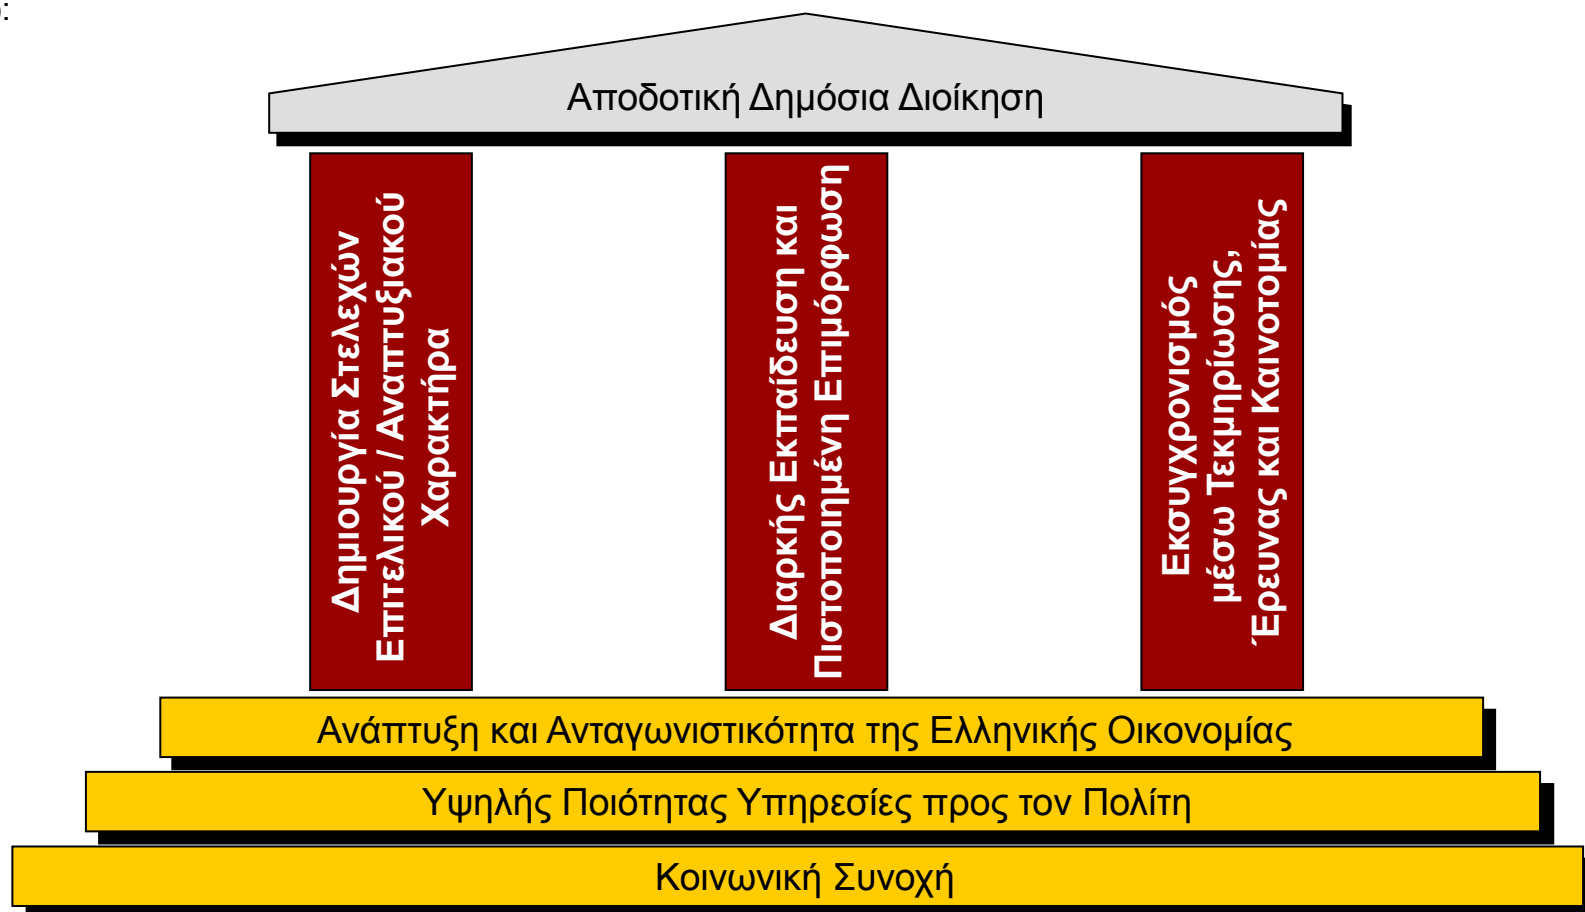 Αποδοτική Δημόσια Διοίκηση
Δημιουργία Στελεχών
Επιτελικού / Αναπτυξιακού
Χαρακτήρα
Διαρκής Εκπαίδευση και
Πιστοποιημένη Επιμόρφωση
Εκσυγχρονισμός
μέσω Τεκμηρίωσης,
Έρευνας και Καινοτομίας
Ανάπτυξη και Ανταγωνιστικότητα της Ελληνικής Οικονομίας
Υψηλής Ποιότητας Υπηρεσίες προς τον Πολίτη
Κοινωνική Συνοχή